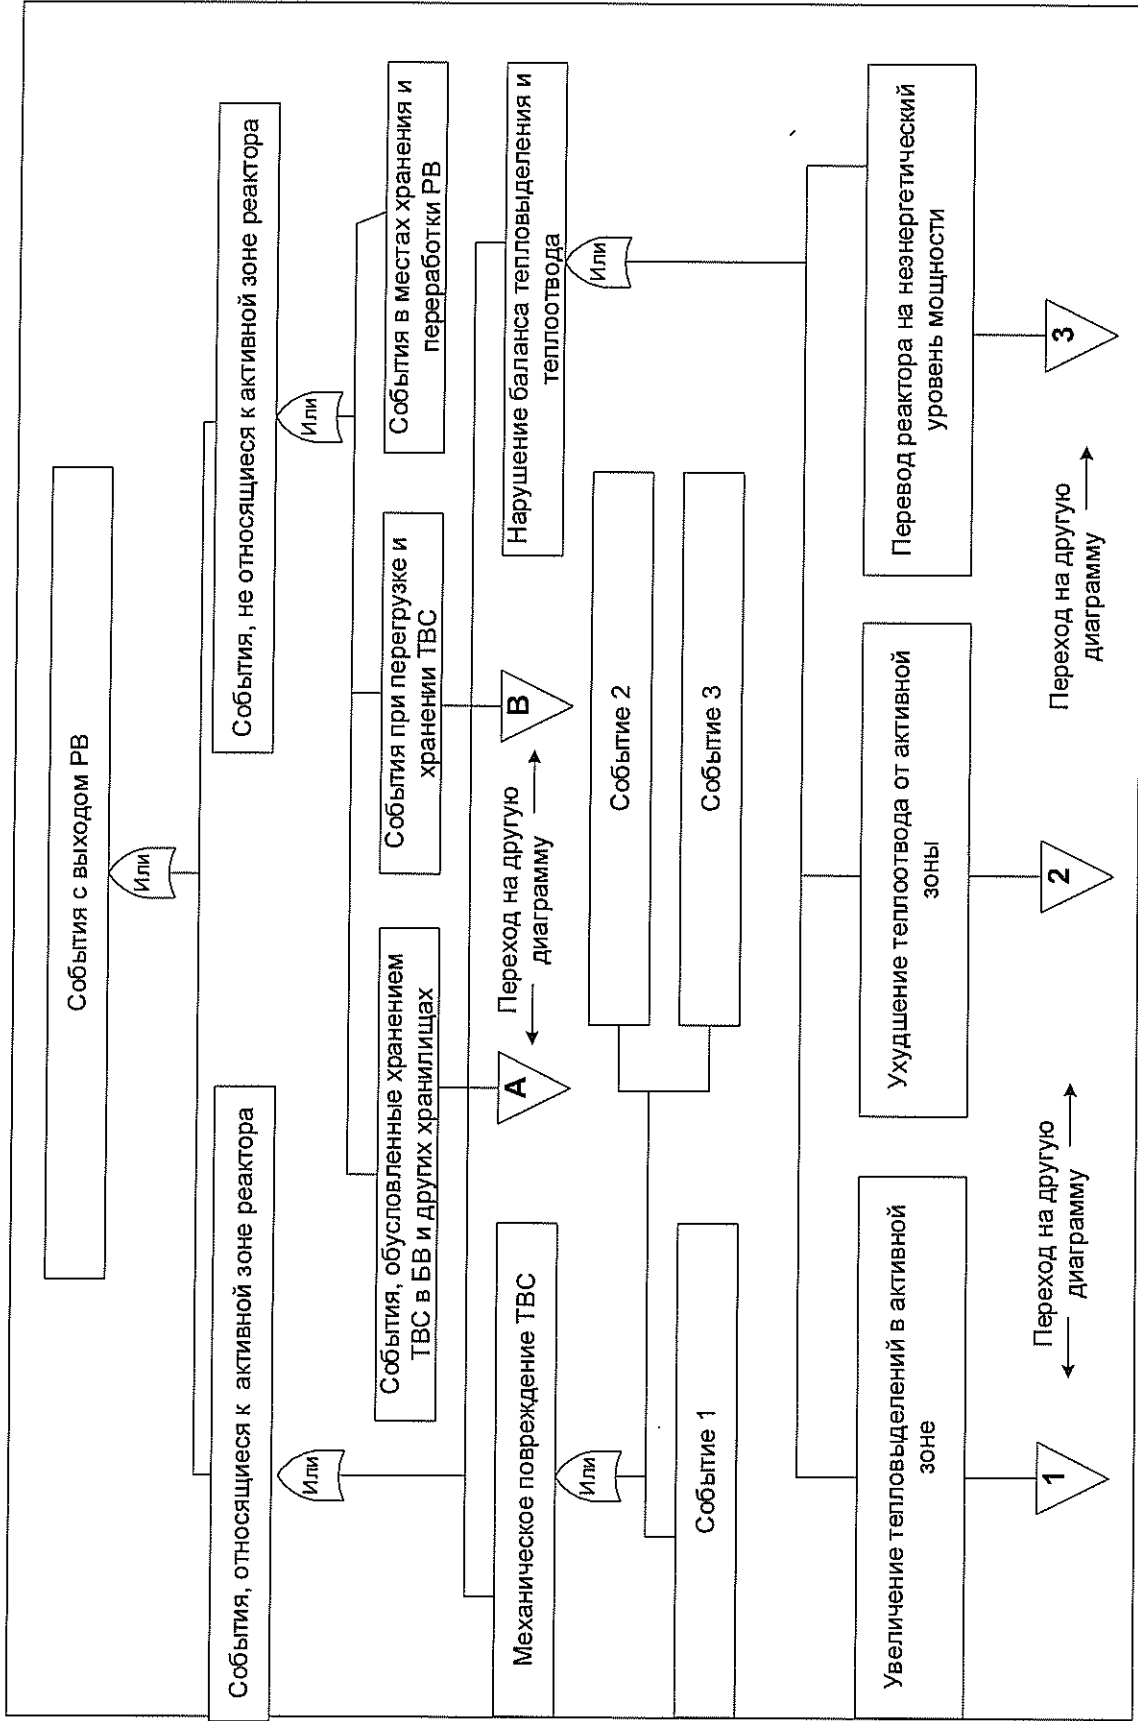 События с выходом РВ
Или
События, относящиеся к активной зоне реактора
События, не относящиеся к активной зоне реактора
Или
Или
События, обусловленные хранением
ТВС в БВ и других хранилищах
События при перегрузке и
хранении ТВС
События в местах хранения и
переработки РВ
А
Переход на другую
диаграмму
В
Механическое повреждение ТВС
Нарушение баланса тепловыделения и
теплоотвода
Или
Или
Событие 1
Событие 2
Событие 3
Увеличение тепловыделений в активной
зоне
Ухудшение теплоотвода от активной
зоны
Перевод реактора на неэнергетический
уровень мощности
1
Переход на другую
диаграмму
2
Переход на другую
диаграмму
3